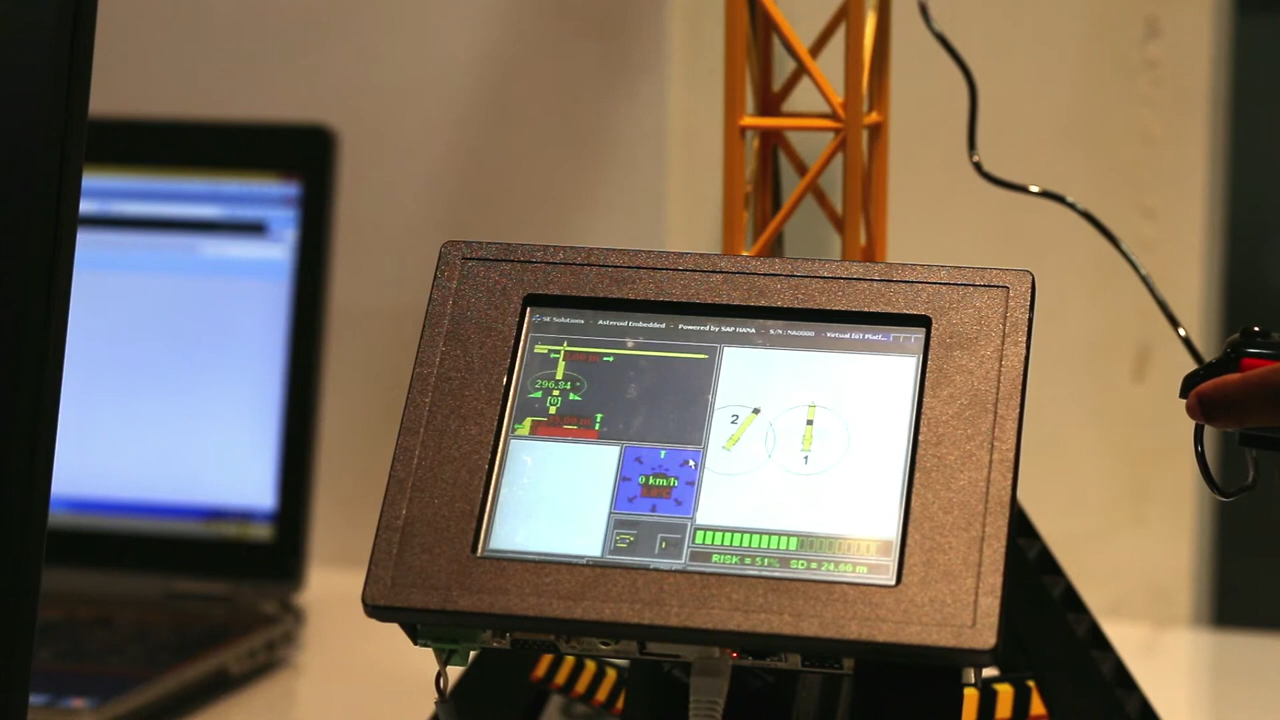 SE Solutions - Asteroid Embedded - Powered by SAP HANA - S/N : NA0000 - Virtual IoT Platf...
296.84 °
[0]
2
1
0 km/h
RISK = 51% SD = 24.66 m